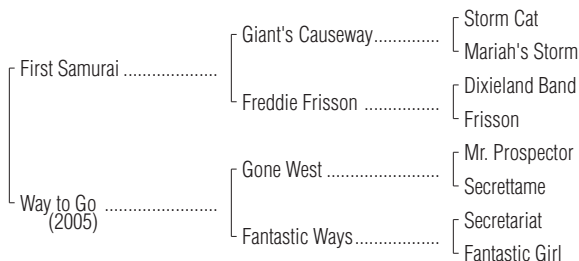 Storm Cat
Giant's Causeway...............
Mariah's Storm
First Samurai ...................
Dixieland Band
Freddie Frisson ...............
Frisson
Mr. Prospector
Gone West ......................
Secrettame
Way to Go .......................
(2005)
Secretariat
Fantastic Ways.................
Fantastic Girl